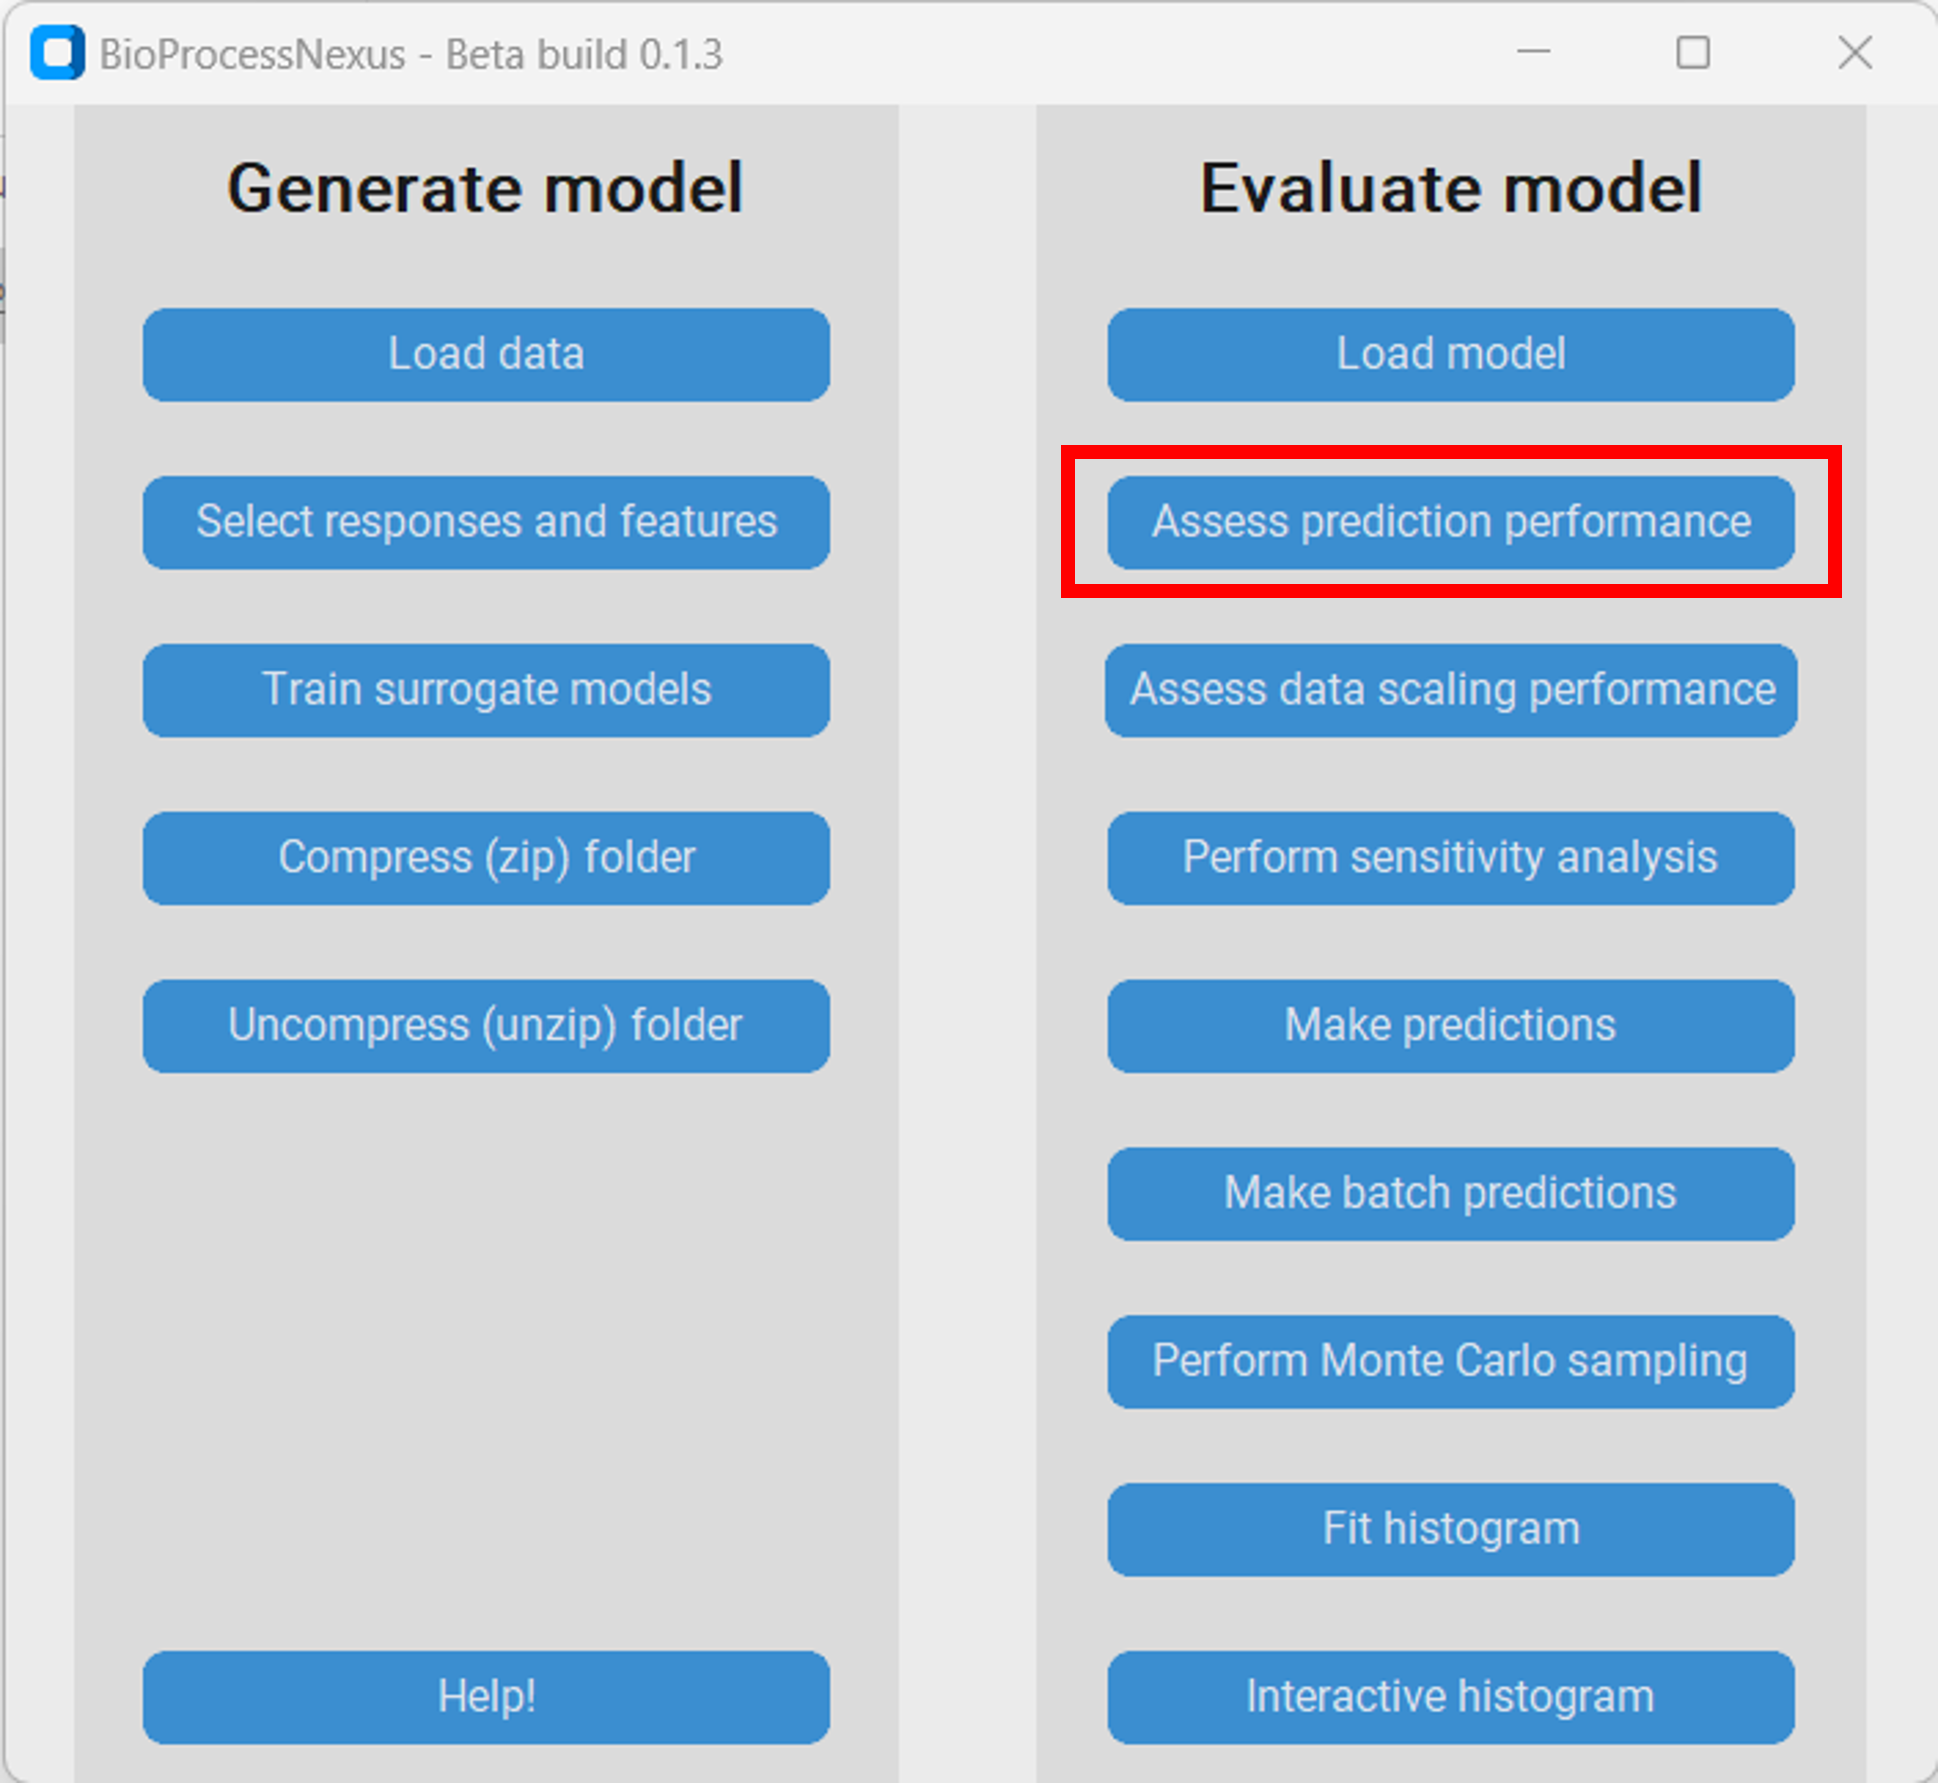 BioProcessNexus - Beta build 0.1.3
Generate model
Load data
Select responses and features
Train surrogate models
Compress (zip) folder
Uncompress (unzip) folder
Help!
Evaluate model
Load model
Assess prediction performance
Assess data scaling performance
Perform sensitivity analysis
Make predictions
Make batch predictions
Perform Monte Carlo sampling
Fit histogram
Interactive histogram